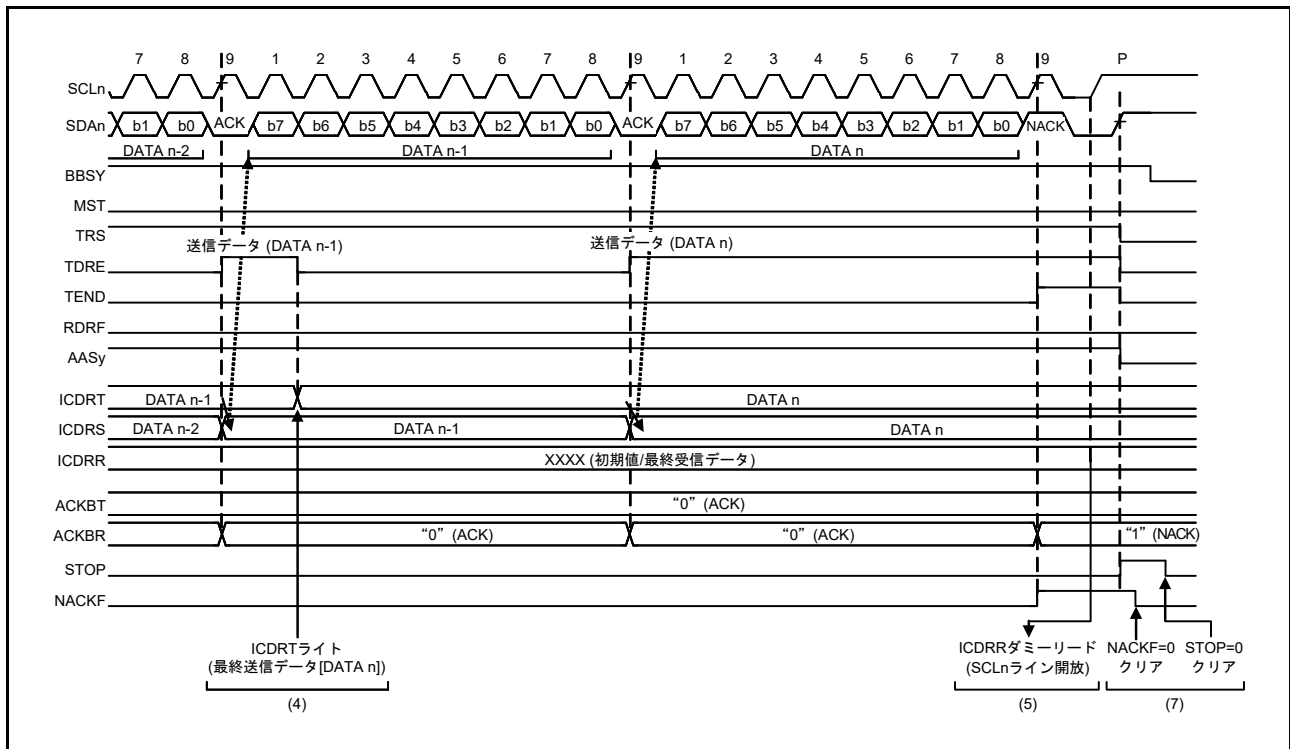 7 8 9 1 2 3 4 5 6 7 8 9 1 2 3 4 5 6 7 8 9 P
SCLn
SDAn b1 b0 ACK b7 b6 b5 b4 b3 b2 b1 b0 ACK b7 b6 b5 b4 b3 b2 b1 b0 NACK
DATA n-2 DATA n-1 DATA n
BBSY
MST
TRS
送信データ (DATA n-1) 送信データ (DATA n)
TDRE
TEND
RDRF
AASy
ICDRT DATA n-1 DATA n
ICDRS DATA n-2 DATA n-1 DATA n
ICDRR XXXX (初期値/最終受信データ)
ACKBT “0” (ACK)
ACKBR “0” (ACK) “0” (ACK) “1” (NACK)
STOP
NACKF
ICDRTライト
(最終送信データ[DATA n])
(4)
ICDRRダミーリード
(SCLnライン開放)
(5)
NACKF=0
クリア
STOP=0
クリア
(7)